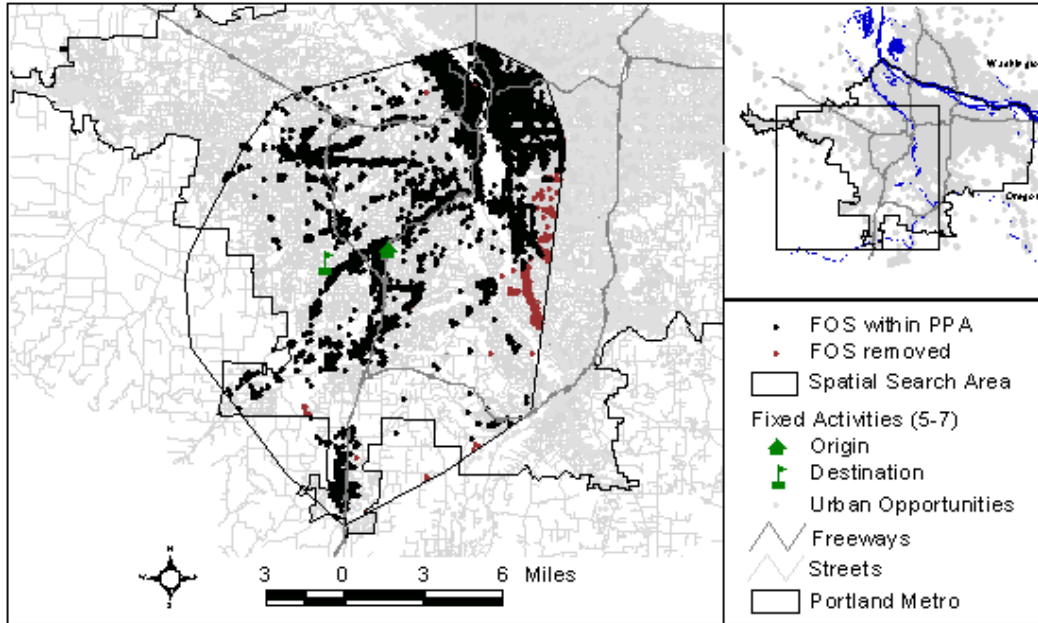 FOS within PPA
FOS removed
Spatial Search Area
Fixed Activities (5-7)
Origin
Destination
Urban Opportunities
Freeways
Streets
Portland Metro
3 0 3 6 Miles
N
S